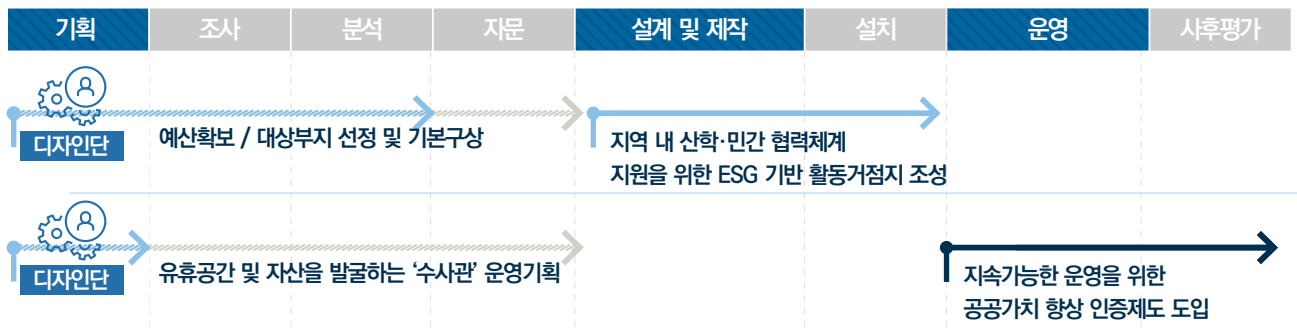 기획 조사 분석 자문 설계 및 제작 설치 운영 사후평가
디자인단
예산확보 / 대상부지 선정 및 기본구상
지역 내 산학·민간 협력체계
지원을 위한 ESG 기반 활동거점지 조성
디자인단
유휴공간 및 자산을 발굴하는 ‘수사관’ 운영기획
지속가능한 운영을 위한
공공가치 향상 인증제도 도입